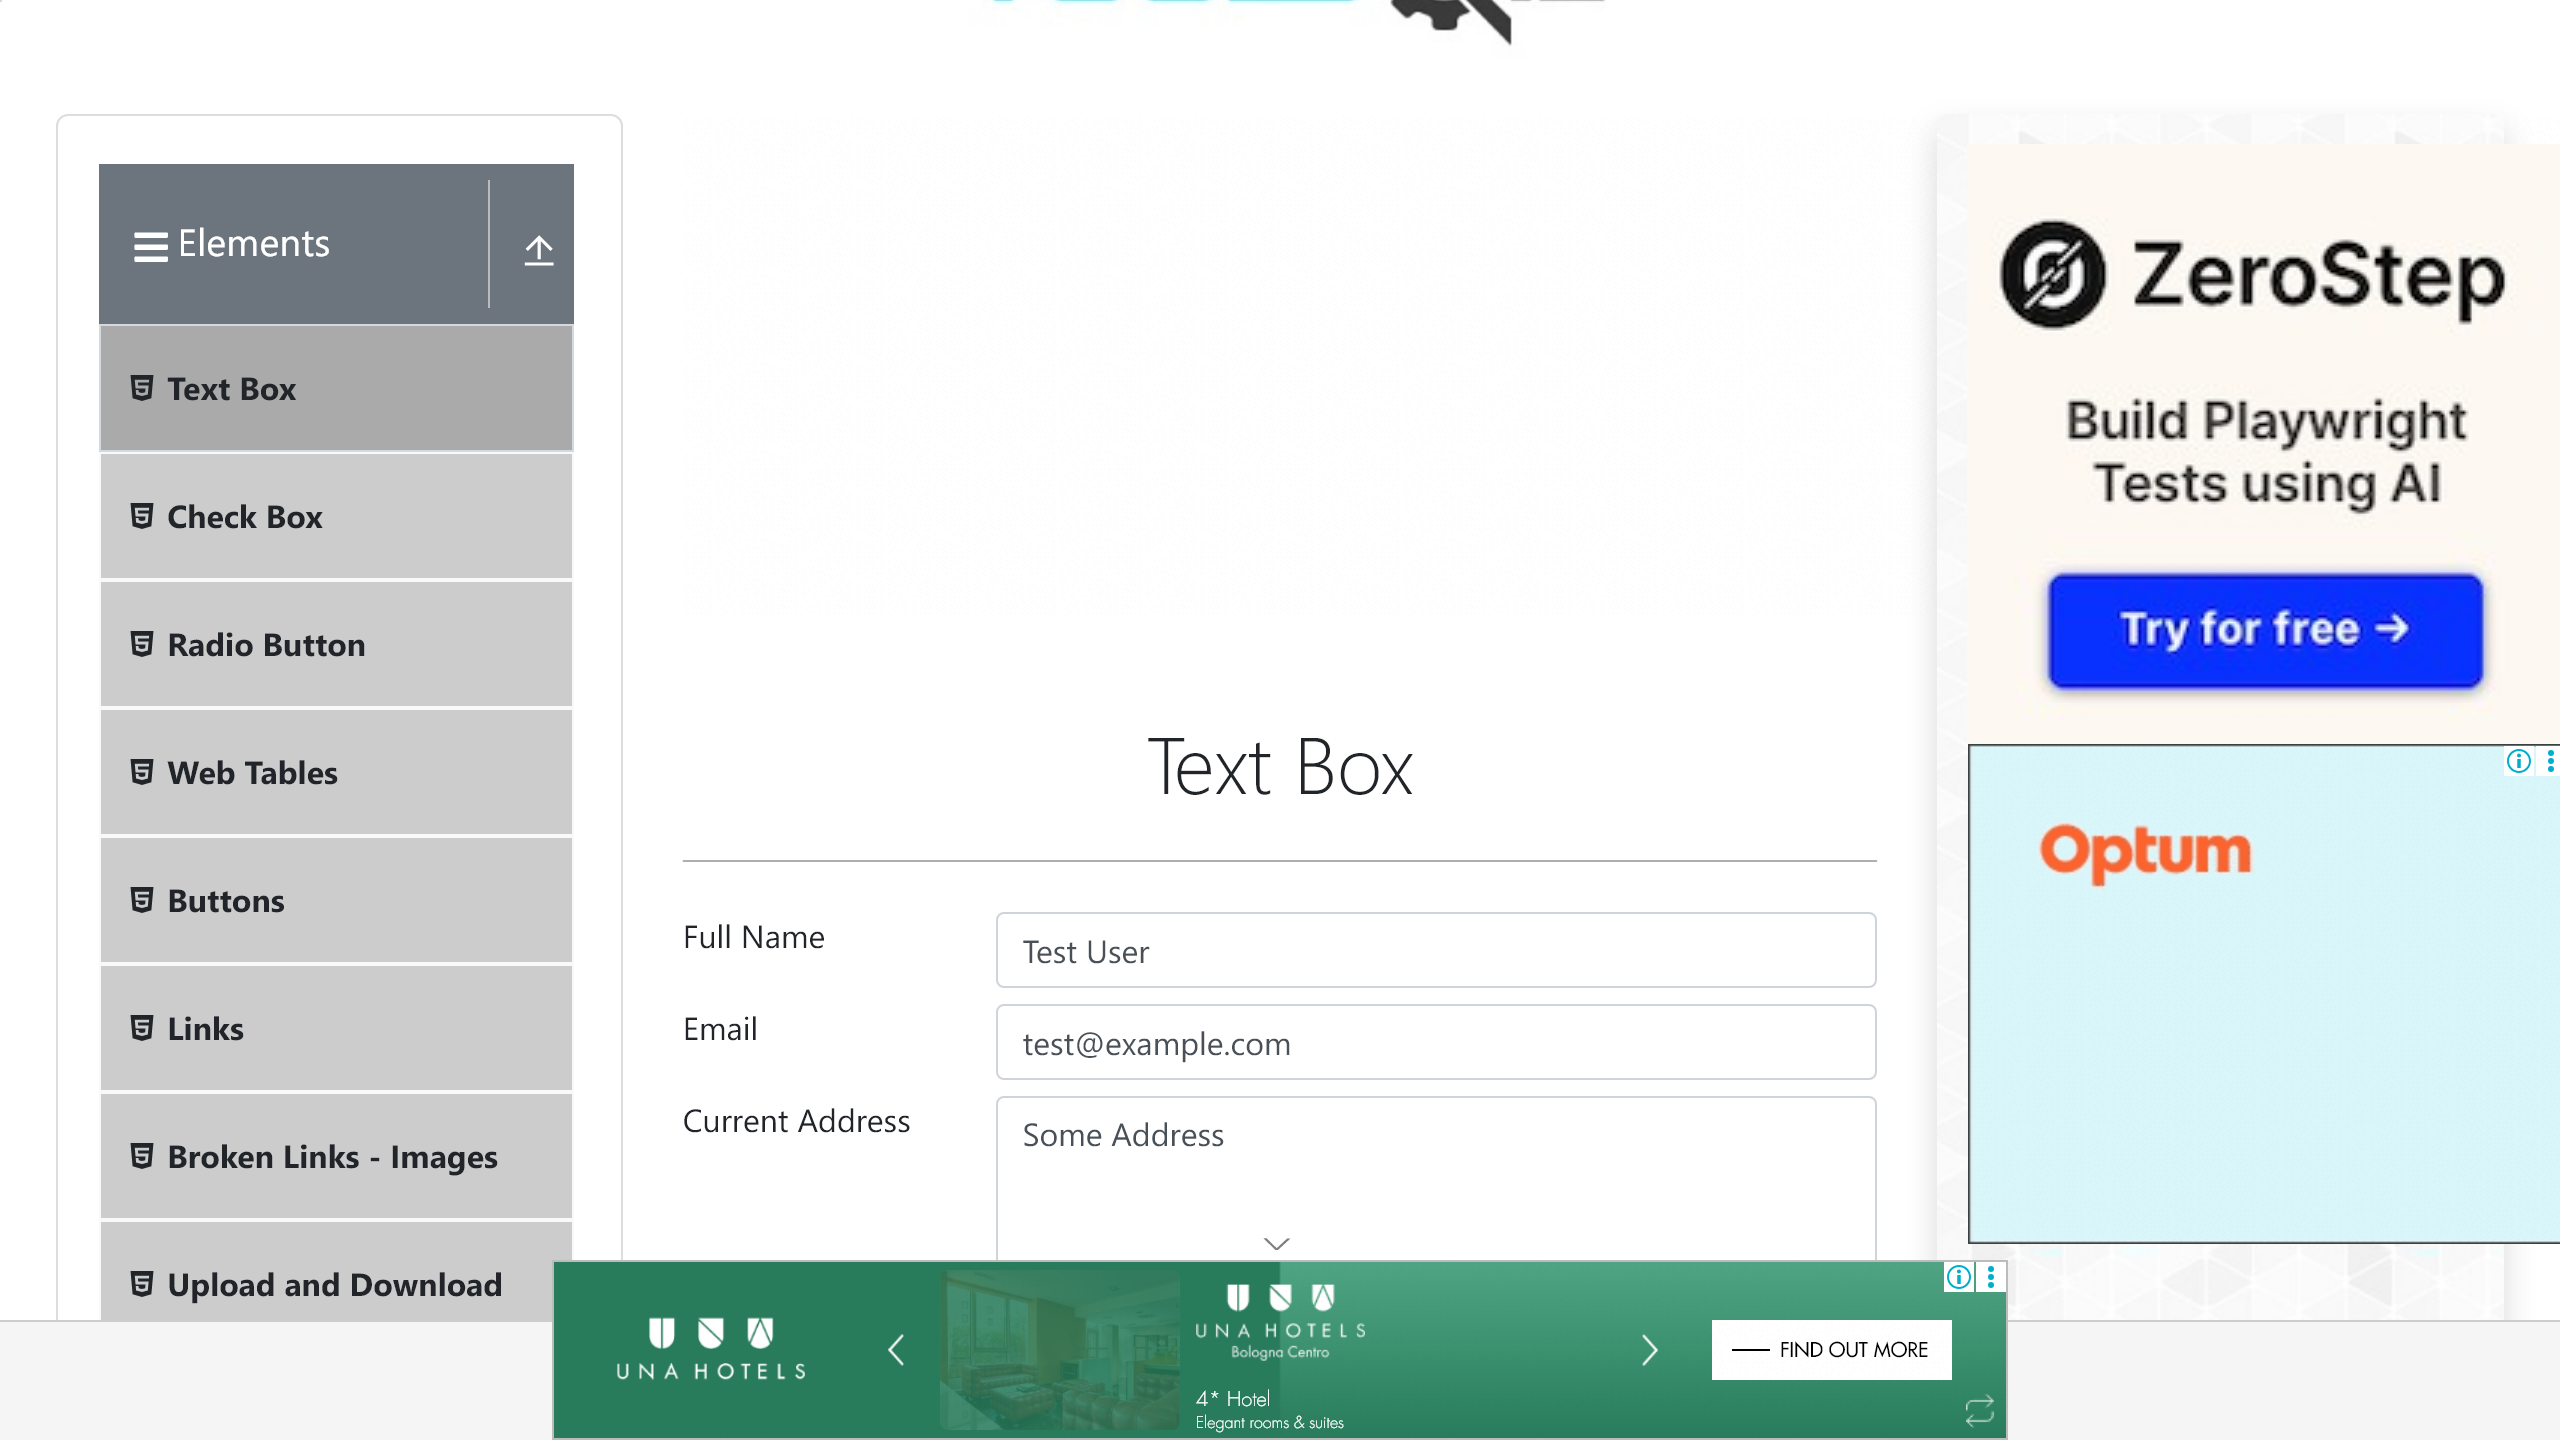 Elements
Text Box
Check Box
Radio Button
Web Tables
Buttons
Links
Broken Links - Images
Upload and Download
Text Box
Full Name
Test User
Email
test@example.com
Current Address
Some Address
ZeroStep
Build Playwright
Tests using AI
Try for free →
Optum
UNA HOTELS
UNA HOTELS
Bologna Centro
4* Hotel
Elegant rooms & suites
FIND OUT MORE